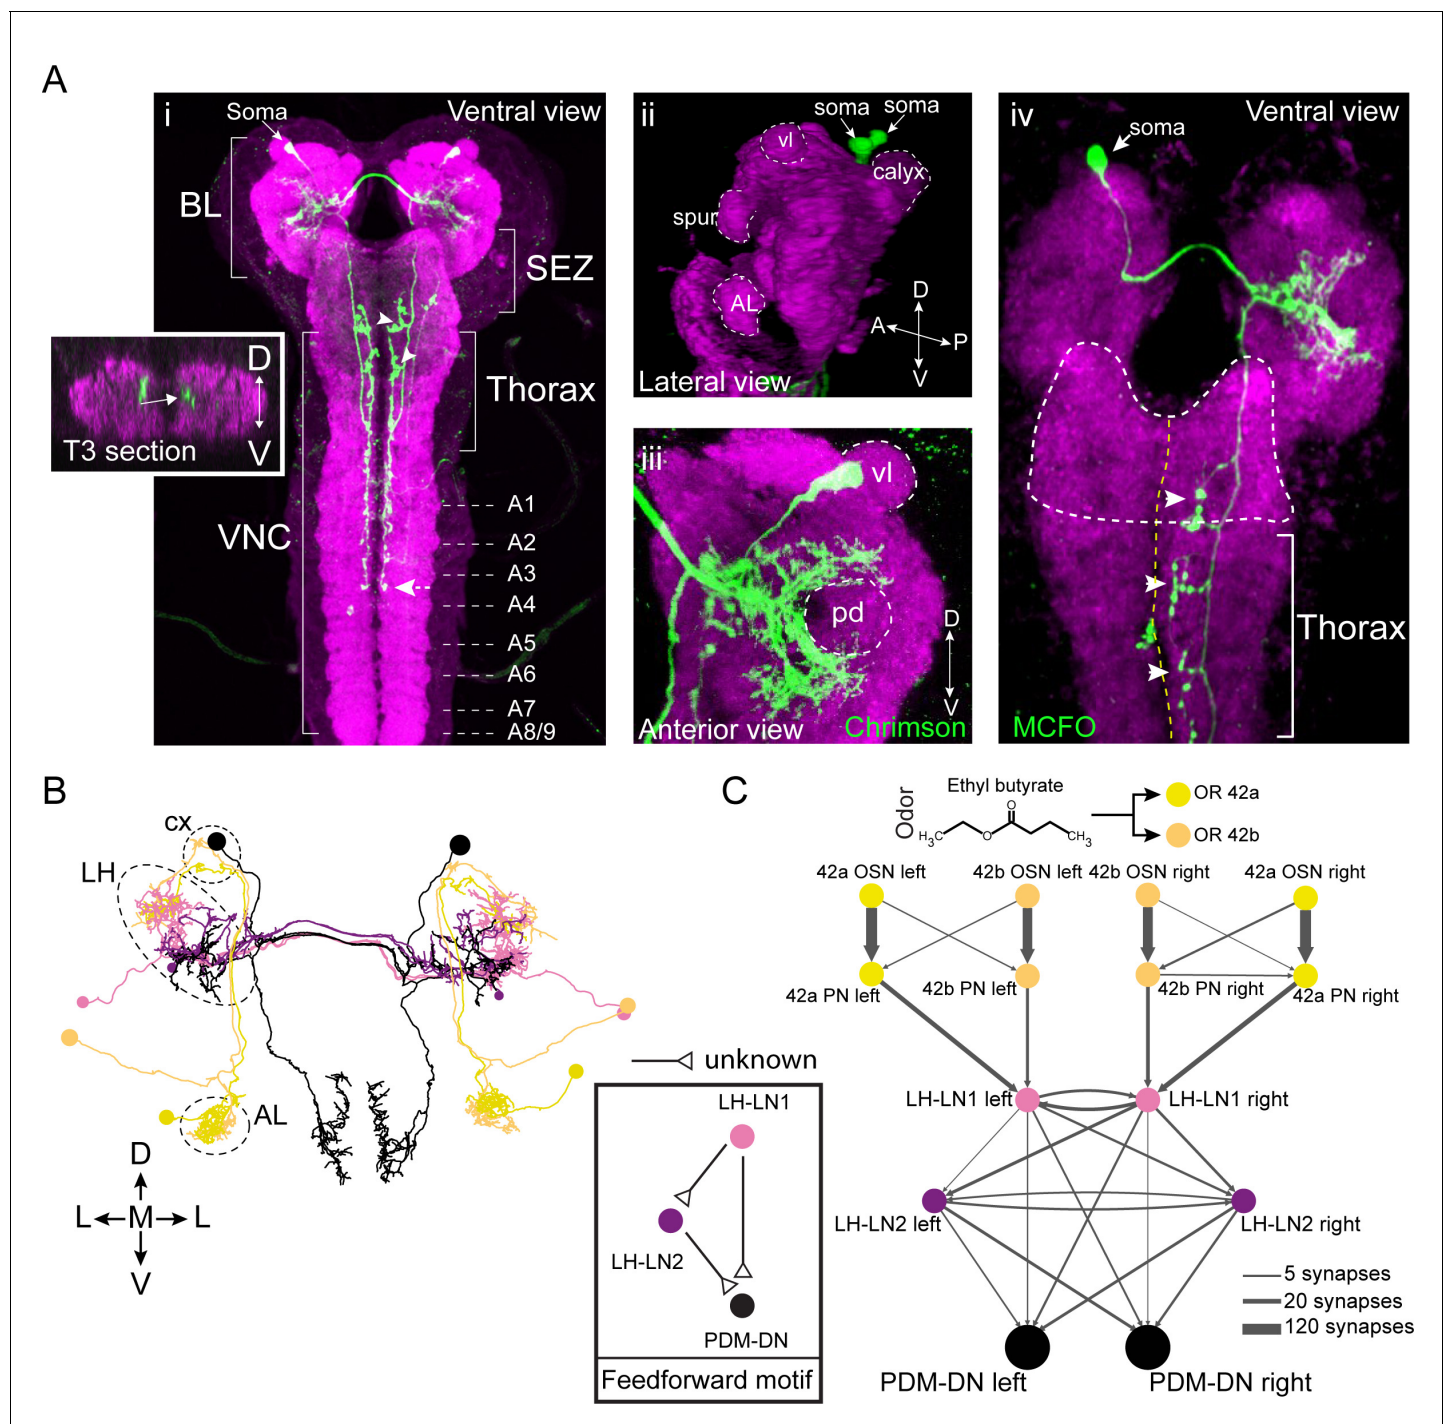 A
i
Soma
Ventral view
BL
SEZ
Thorax
D
T3 section
V
VNC
A1
A2
A3
A4
A5
A6
A7
A8/9
ii
soma soma
vl
calyx
spur
AL
D
A
P
V
Lateral view
iii
vl
pd
D
V
Anterior view
Chrimson
iv
Ventral view
soma
Thorax
MCFO
B
cx
LH
AL
D
L M L
V
unknown
LH-LN1
LH-LN2
PDM-DN
Feedforward motif
C
Odor
Ethyl butyrate
O
H3C
O
CH3
OR 42a
OR 42b
42a OSN left
42b OSN left
42b OSN right
42a OSN right
42a PN left
42b PN left
42b PN right
42a PN right
LH-LN1 left
LH-LN1 right
LH-LN2 left
LH-LN2 right
5 synapses
20 synapses
120 synapses
PDM-DN left
PDM-DN right